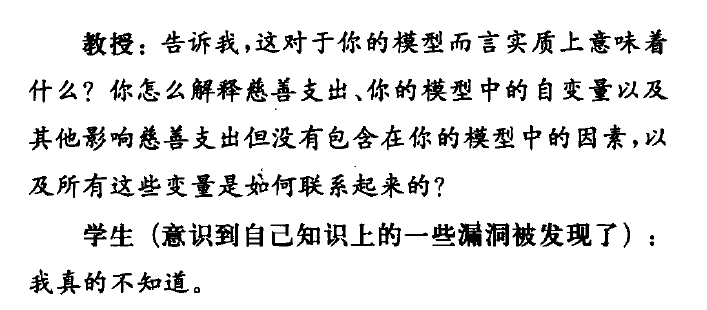 教授：告诉我，这对于你的模型而言实质上意味着
什么？你怎么解释慈善支出、你的模型中的自变量以及
其他影响慈善支出但没有包含在你的模型中的因素，以
及所有这些变量是如何联系起来的？
学生（意识到自己知识上的一些漏洞被发现了）：
我真的不知道。